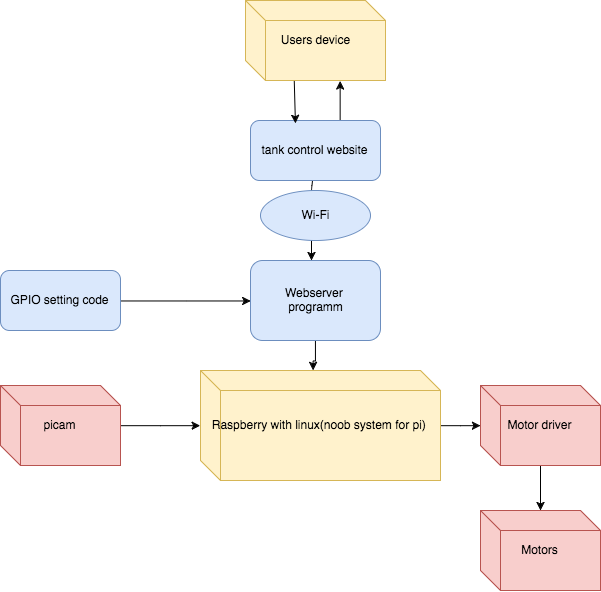 Users device
tank control website
Wi-Fi
GPIO setting code
Webserver
programm
picam
Raspberry with linux(noob system for pi)
Motor driver
Motors